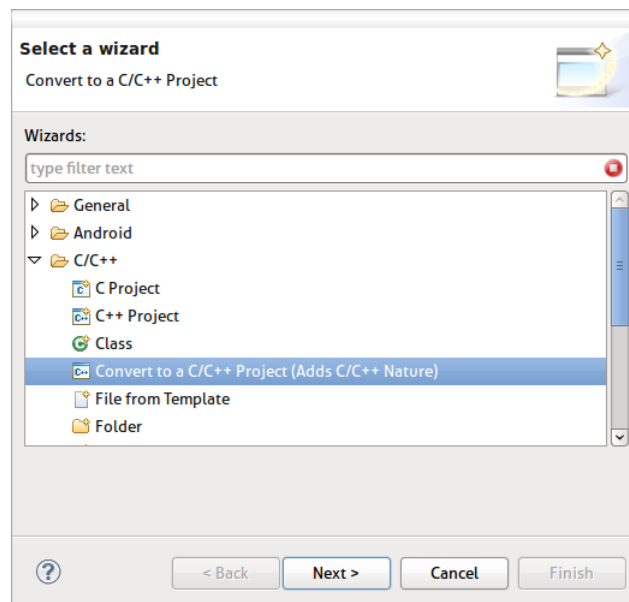 Select a wizard
Convert to a C/C++ Project
Wizards:
type filter text
General
Android
C/C++
C Project
C++ Project
Class
Convert to a C/C++ Project (Adds C/C++ Nature)
File from Template
Folder
< Back Next > Cancel Finish